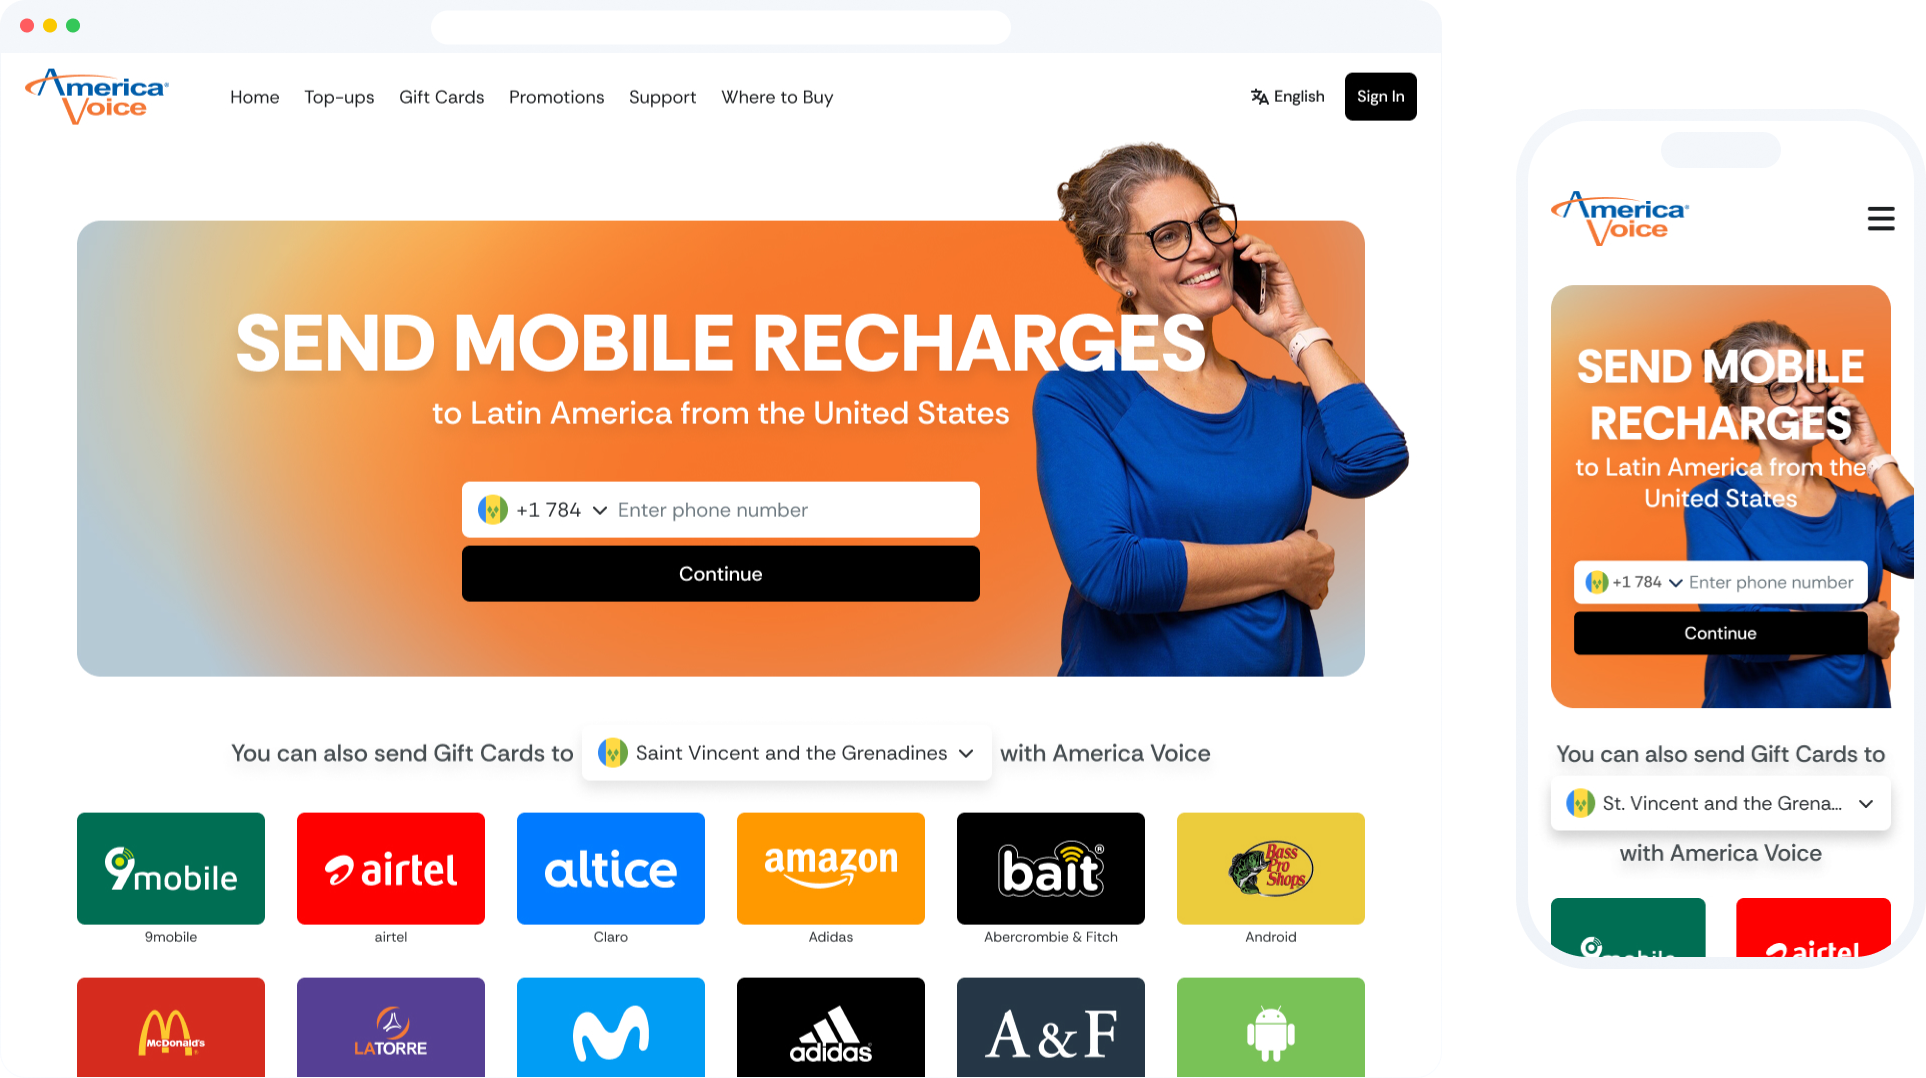 America
Voice
Home
Top-ups
Gift Cards
Promotions
Support
Where to Buy
English
Sign In
SEND MOBILE RECHARGES
to Latin America from the United States
+1 784
Enter phone number
Continue
You can also send Gift Cards to
Saint Vincent and the Grenadines
with America Voice
9mobile
airtel
altice
amazon
bait
Bass
Pro
Shops
9mobile
airtel
Claro
Adidas
Abercrombie & Fitch
Android
McDonald's
LATORRE
adidas
A&F
America
Voice
SEND MOBILE
RECHARGES
to Latin America from the
United States
+1 784
Enter phone number
Continue
You can also send Gift Cards to
St. Vincent and the Grena...
with America Voice
9mobile
airtel